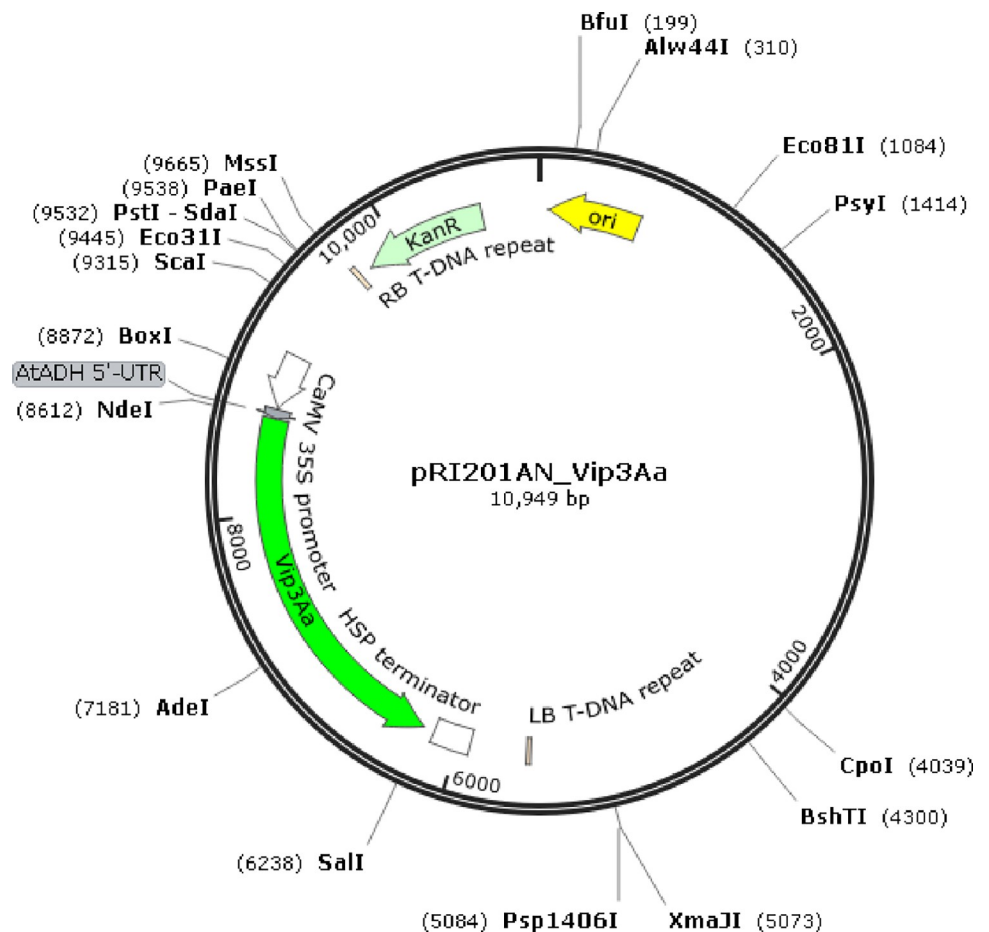 BfuI (199)
Alw44I (310)
Eco81I (1084)
PsyI (1414)
2000
4000
CpoI (4039)
BshTI (4300)
XmaJI (5073)
(5084) Psp1406I
6000
(6238) SalI
(7181) AdeI
8000
(8612) NdeI
AtADH 5'-UTR
(8872) BoxI
(9315) ScaI
(9445) Eco31I
(9532) PstI - SdaI
(9538) PaeI
(9665) MssI
10,000
KanR
ori
RB T-DNA repeat
CaMV 35S promoter
Vip3Aa
HSP terminator
LB T-DNA repeat
pRI201AN_Vip3Aa
10,949 bp